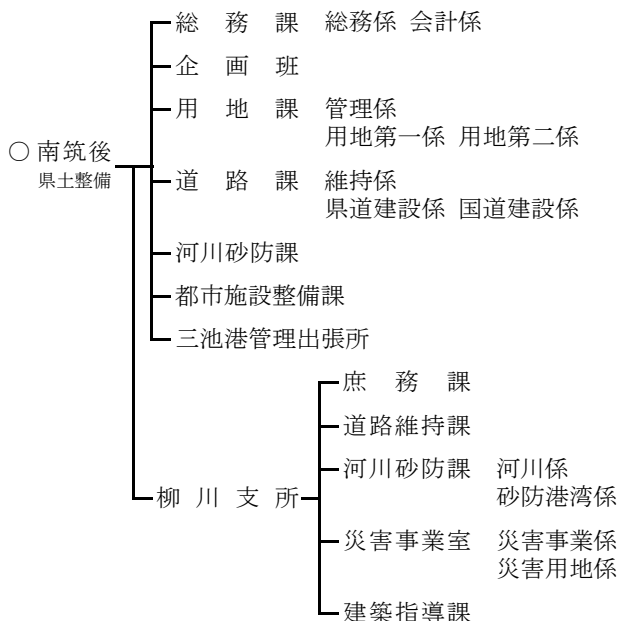 総務課 総務係 会計係
企画班
用地課 管理係
用地第一係 用地第二係
○南筑後
県土整備
道路課 維持係
県道建設係 国道建設係
河川砂防課
都市施設整備課
三池港管理出張所
庶務課
道路維持課
河川砂防課 河川係
柳川支所 砂防港湾係
災害事業室 災害事業係
災害用地係
建築指導課